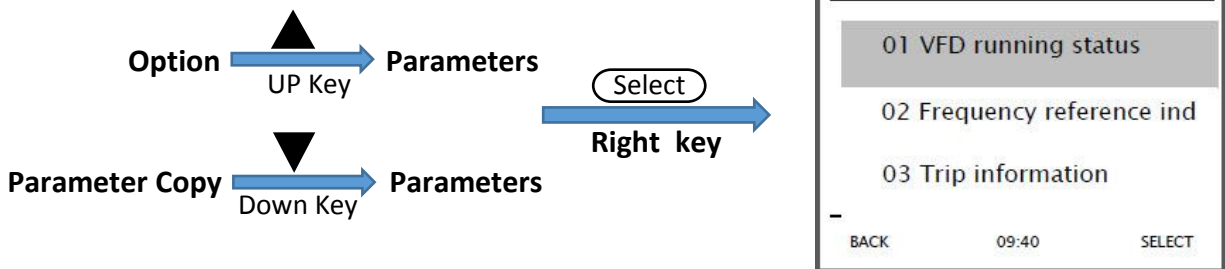 Option
UP Key
Parameters
Parameter Copy
Down Key
Parameters
Select
Right key
01 VFD running status
02 Frequency reference ind
03 Trip information
BACK 09:40 SELECT